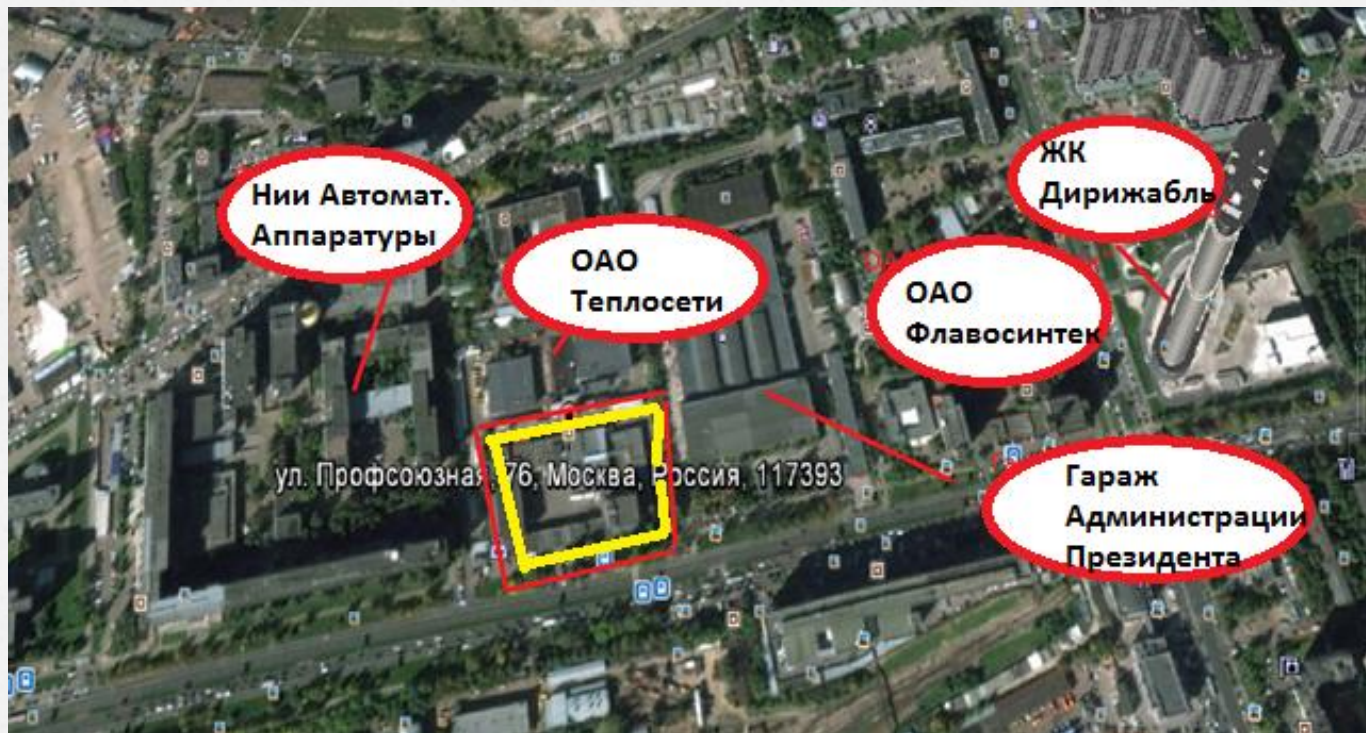 ЖК
Дирижабль
Нии Автомат.
Аппаратуры
ОАО
Теплосети
ОАО
Флавосинтек
ул. Профсоюзная, 76, Москва, Россия, 117393
Гараж
Администрации
Президента